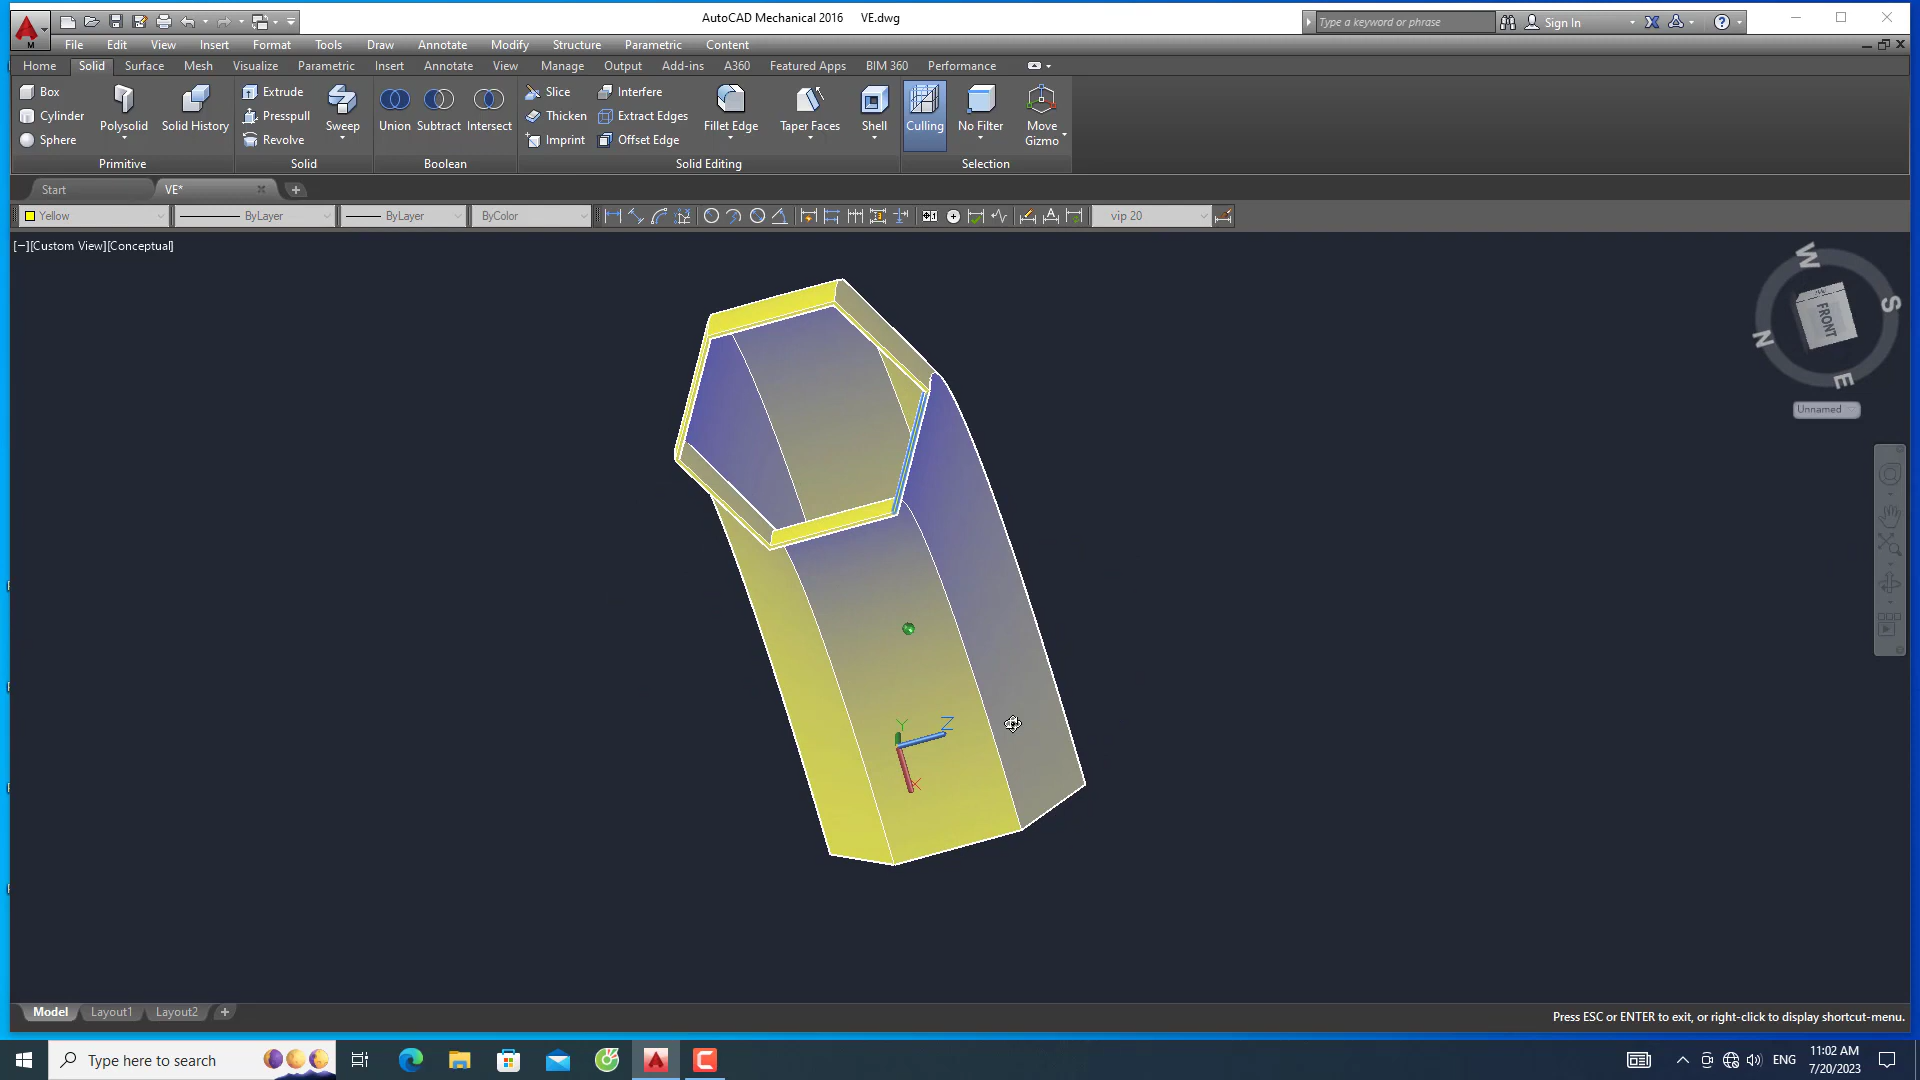 AutoCAD Mechanical 2016 VE.dwg
Type a keyword or phrase
Sign In
M
File Edit View Insert Format Tools Draw Annotate Modify Structure Parametric Content
Home Solid Surface Mesh Visualize Parametric Insert Annotate View Manage Output Add-ins A360 Featured Apps BIM 360 Performance
Box
Cylinder
Sphere
Polysolid
Solid History
Primitive
Extrude
Presspull
Revolve
Sweep
Solid
Union Subtract Intersect
Boolean
Slice
Thicken
Imprint
Interfere
Extract Edges
Offset Edge
Fillet Edge
Taper Faces
Shell
Solid Editing
Culling
No Filter
Move
Gizmo
Selection
Start VE*
Yellow ByLayer ByLayer ByColor vip 20
[−][Custom View][Conceptual]
W
S
FRONT
N
E
Unnamed
Y
Z
X
Model Layout1 Layout2
Press ESC or ENTER to exit, or right-click to display shortcut-menu.
Type here to search
ENG
11:02 AM
7/20/2023